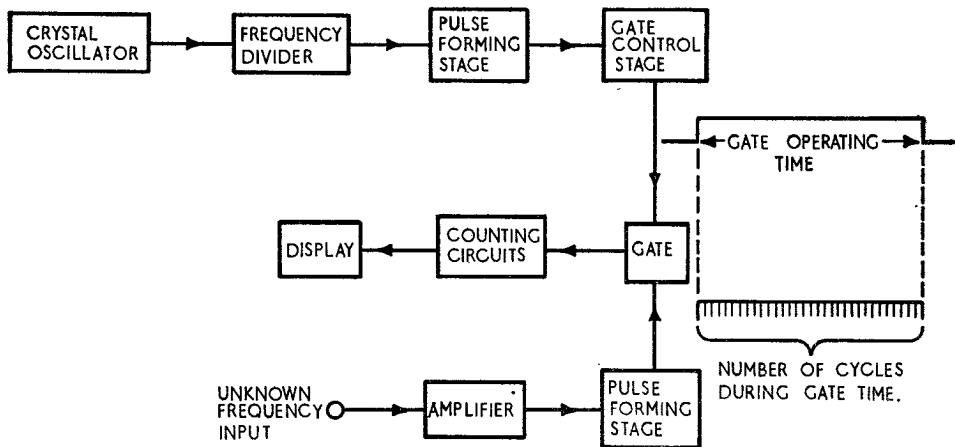 CRYSTAL
OSCILLATOR
FREQUENCY
DIVIDER
PULSE
FORMING
STAGE
GATE
CONTROL
STAGE
GATE OPERATING
TIME
DISPLAY
COUNTING
CIRCUITS
GATE
NUMBER OF CYCLES
DURING GATE TIME.
UNKNOWN
FREQUENCY
INPUT
AMPLIFIER
PULSE
FORMING
STAGE